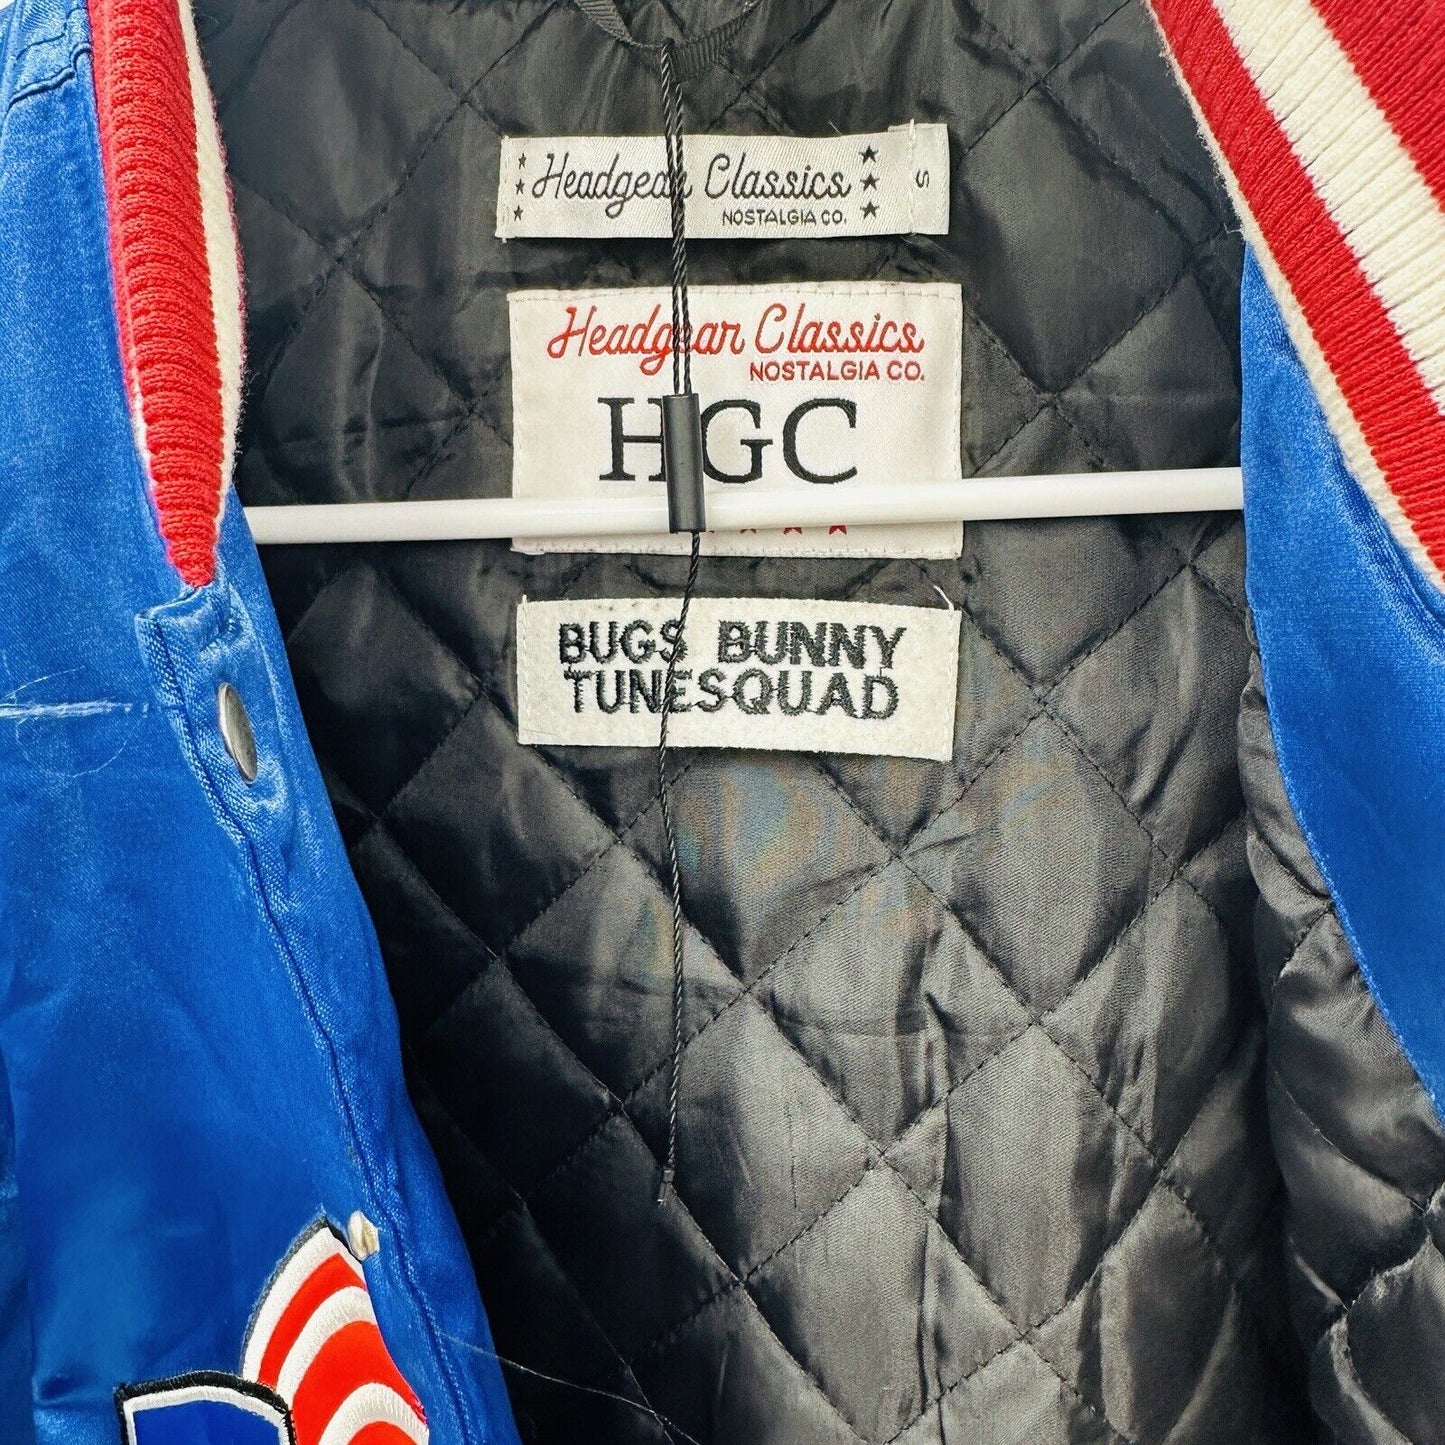 Headgear Classics
NOSTALGIA CO.
S
Headgear Classics
NOSTALGIA CO.
HGC
BUGS BUNNY
TUNESQUAD